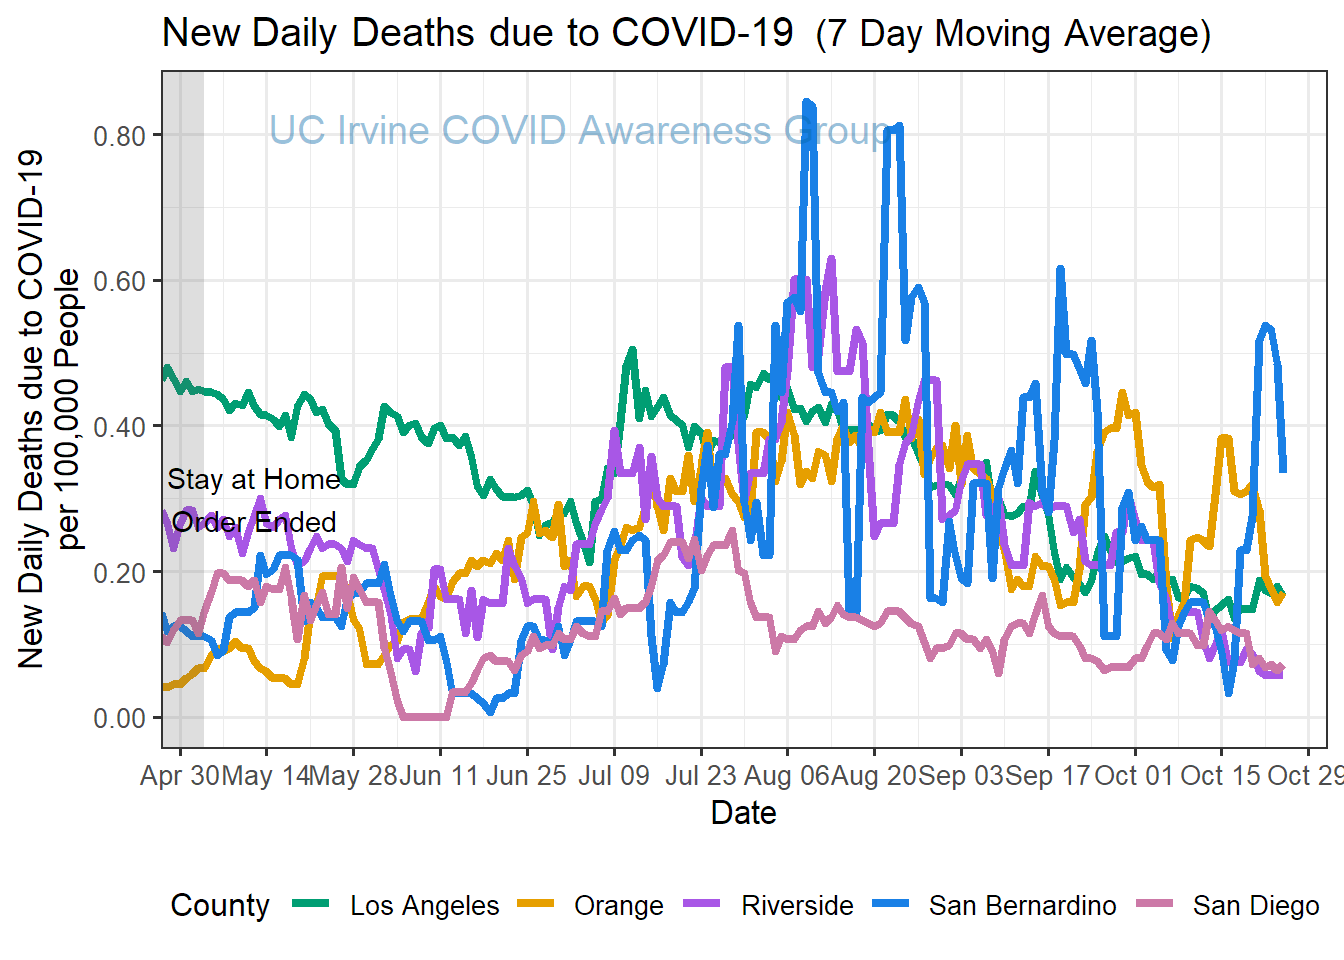 New Daily Deaths due to COVID-19 (7 Day Moving Average)
UC Irvine COVID Awareness Group
New Daily Deaths due to COVID-19
per 100,000 People
0.80
0.60
0.40
0.20
0.00
Stay at Home
Order Ended
Apr 30 May 14 May 28 Jun 11 Jun 25 Jul 09 Jul 23 Aug 06 Aug 20 Sep 03 Sep 17 Oct 01 Oct 15 Oct 29
Date
County Los Angeles Orange Riverside San Bernardino San Diego